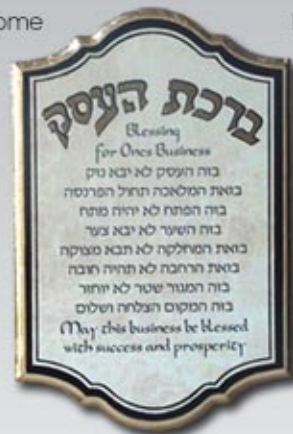 ome
ברכת העסק
Blessing
for Ones Business
בזה העסק לא יבא נזק
בזאת המלאכה תחול הפרנסה
בזה הפתח לא יהיה מתח
בזה השער לא יבא צער
בזאת המחלקה לא תבא מצוקה
בזאת הרחבה לא תהיה חובה
בזה המגור שטר לא יוחזר
בזה המקום הצלחה ושלום
May this business be blessed
with success and prosperity